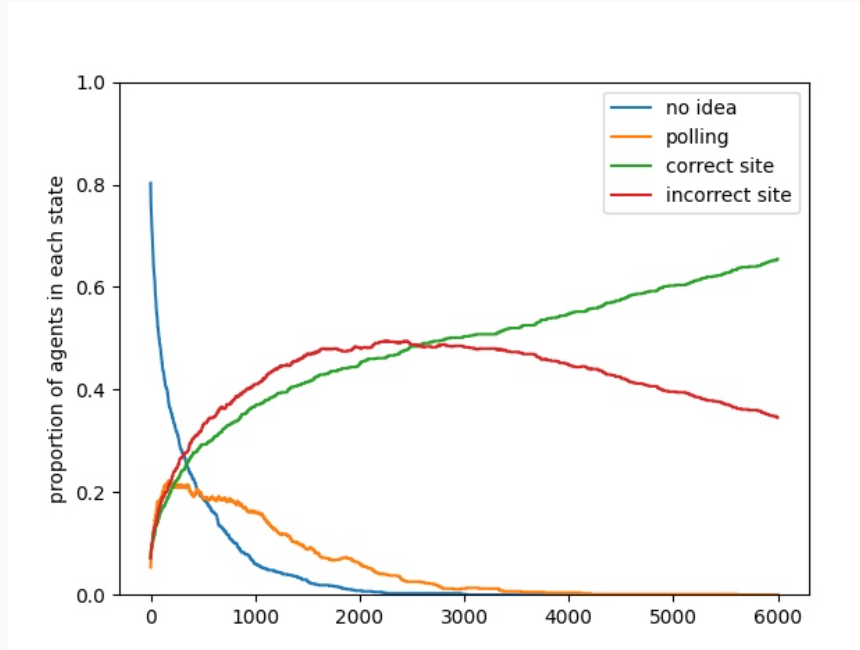 1.0
0.8
0.6
0.4
0.2
0.0
proportion of agents in each state
no idea
polling
correct site
incorrect site
0 1000 2000 3000 4000 5000 6000